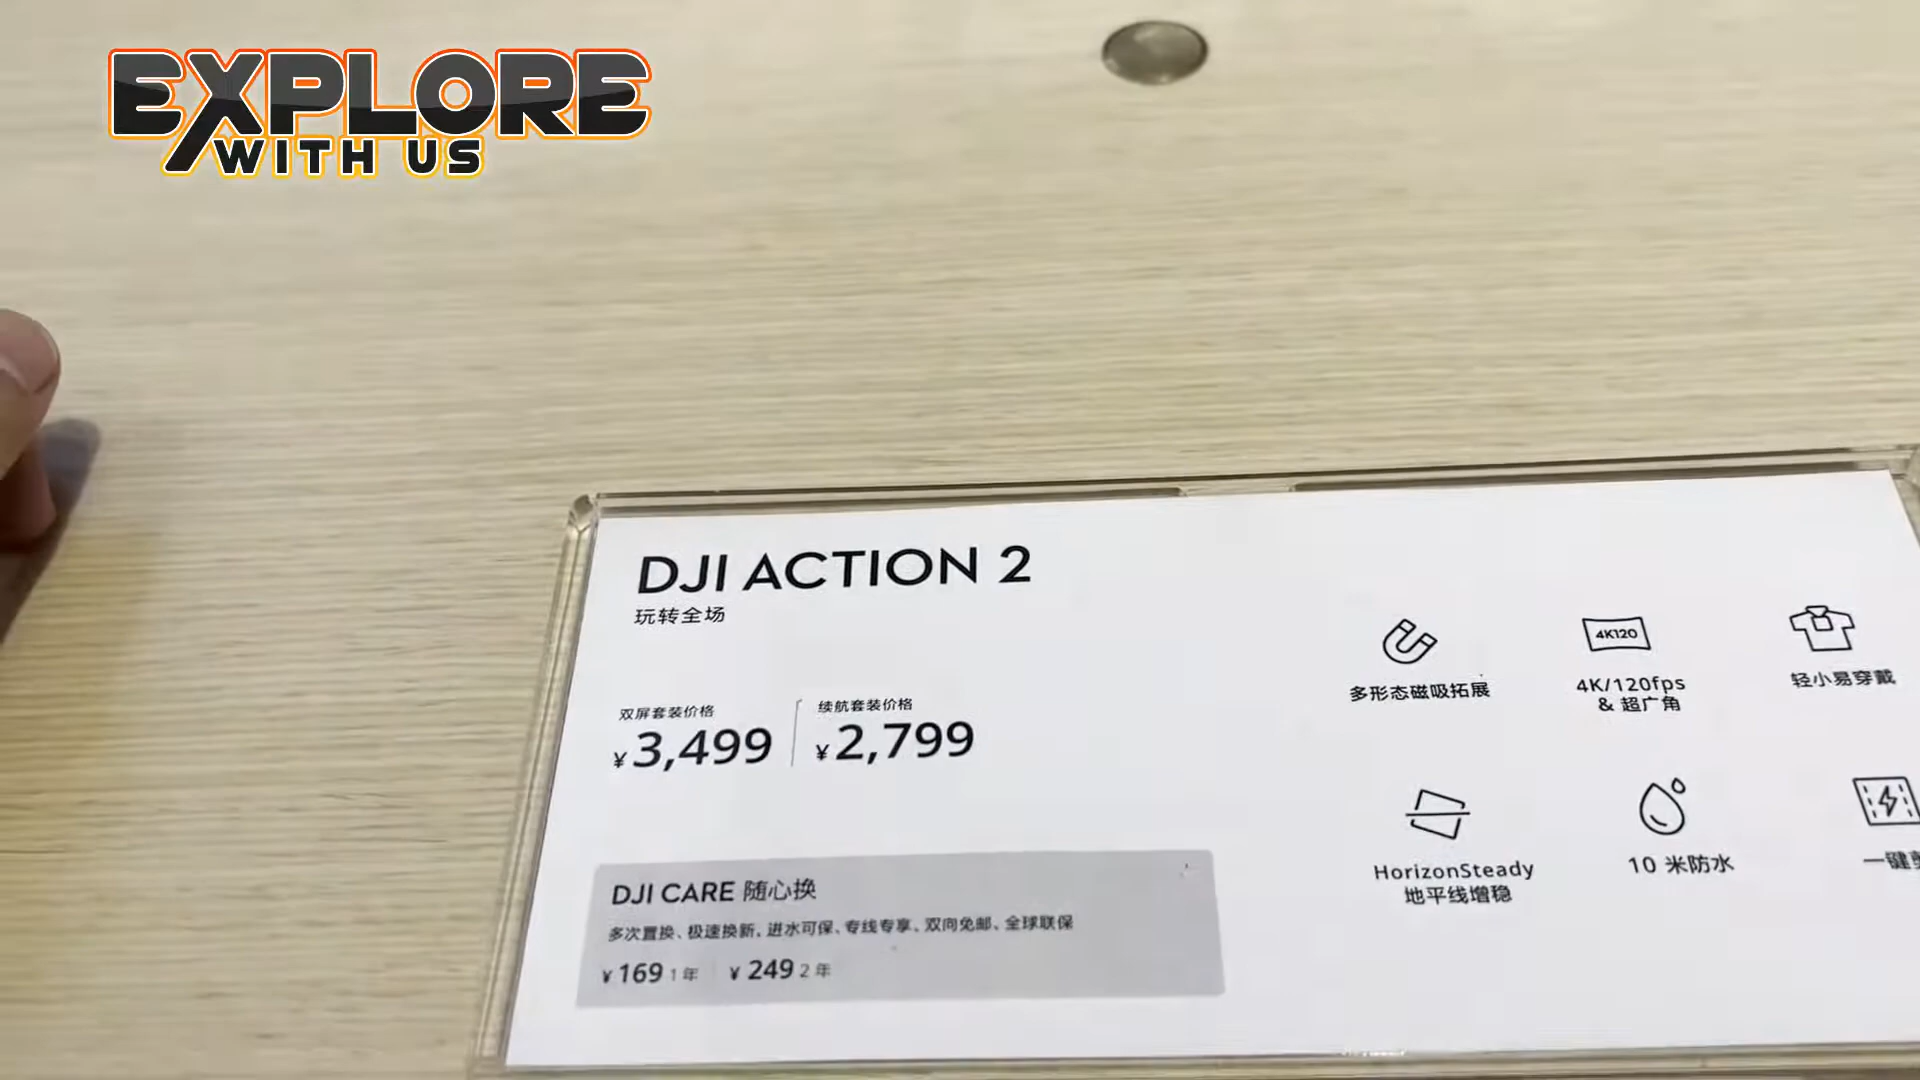 EXPLORE
WITH US
DJI ACTION 2
玩转全场
双屏套装价格
¥ 3,499
续航套装价格
¥ 2,799
DJI CARE 随心换
多次置换、极速换新，进水可保、专线专享、双向免邮、全球联保
¥ 169 1 年
¥ 249 2 年
多形态磁吸拓展
4K120
4K/120fps
& 超广角
轻小易穿戴
HorizonSteady
地平线增稳
10 米防水
一键